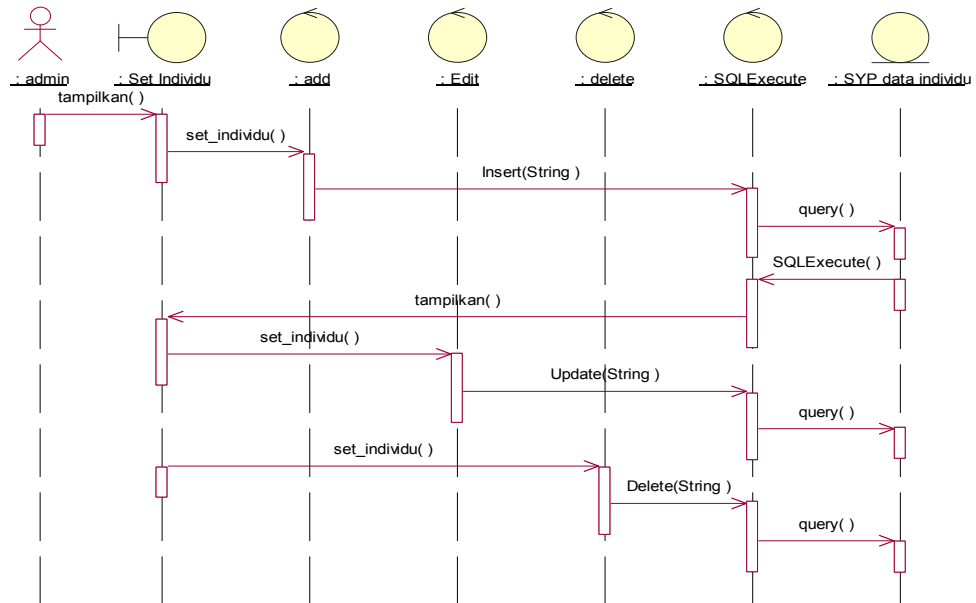 : admin
: Set Individu
: add
: Edit
: delete
: SQLExecute
: SYP data individu
tampilkan( )
set_individu( )
Insert(String )
query( )
SQLExecute( )
tampilkan( )
set_individu( )
Update(String )
query( )
set_individu( )
Delete(String )
query( )